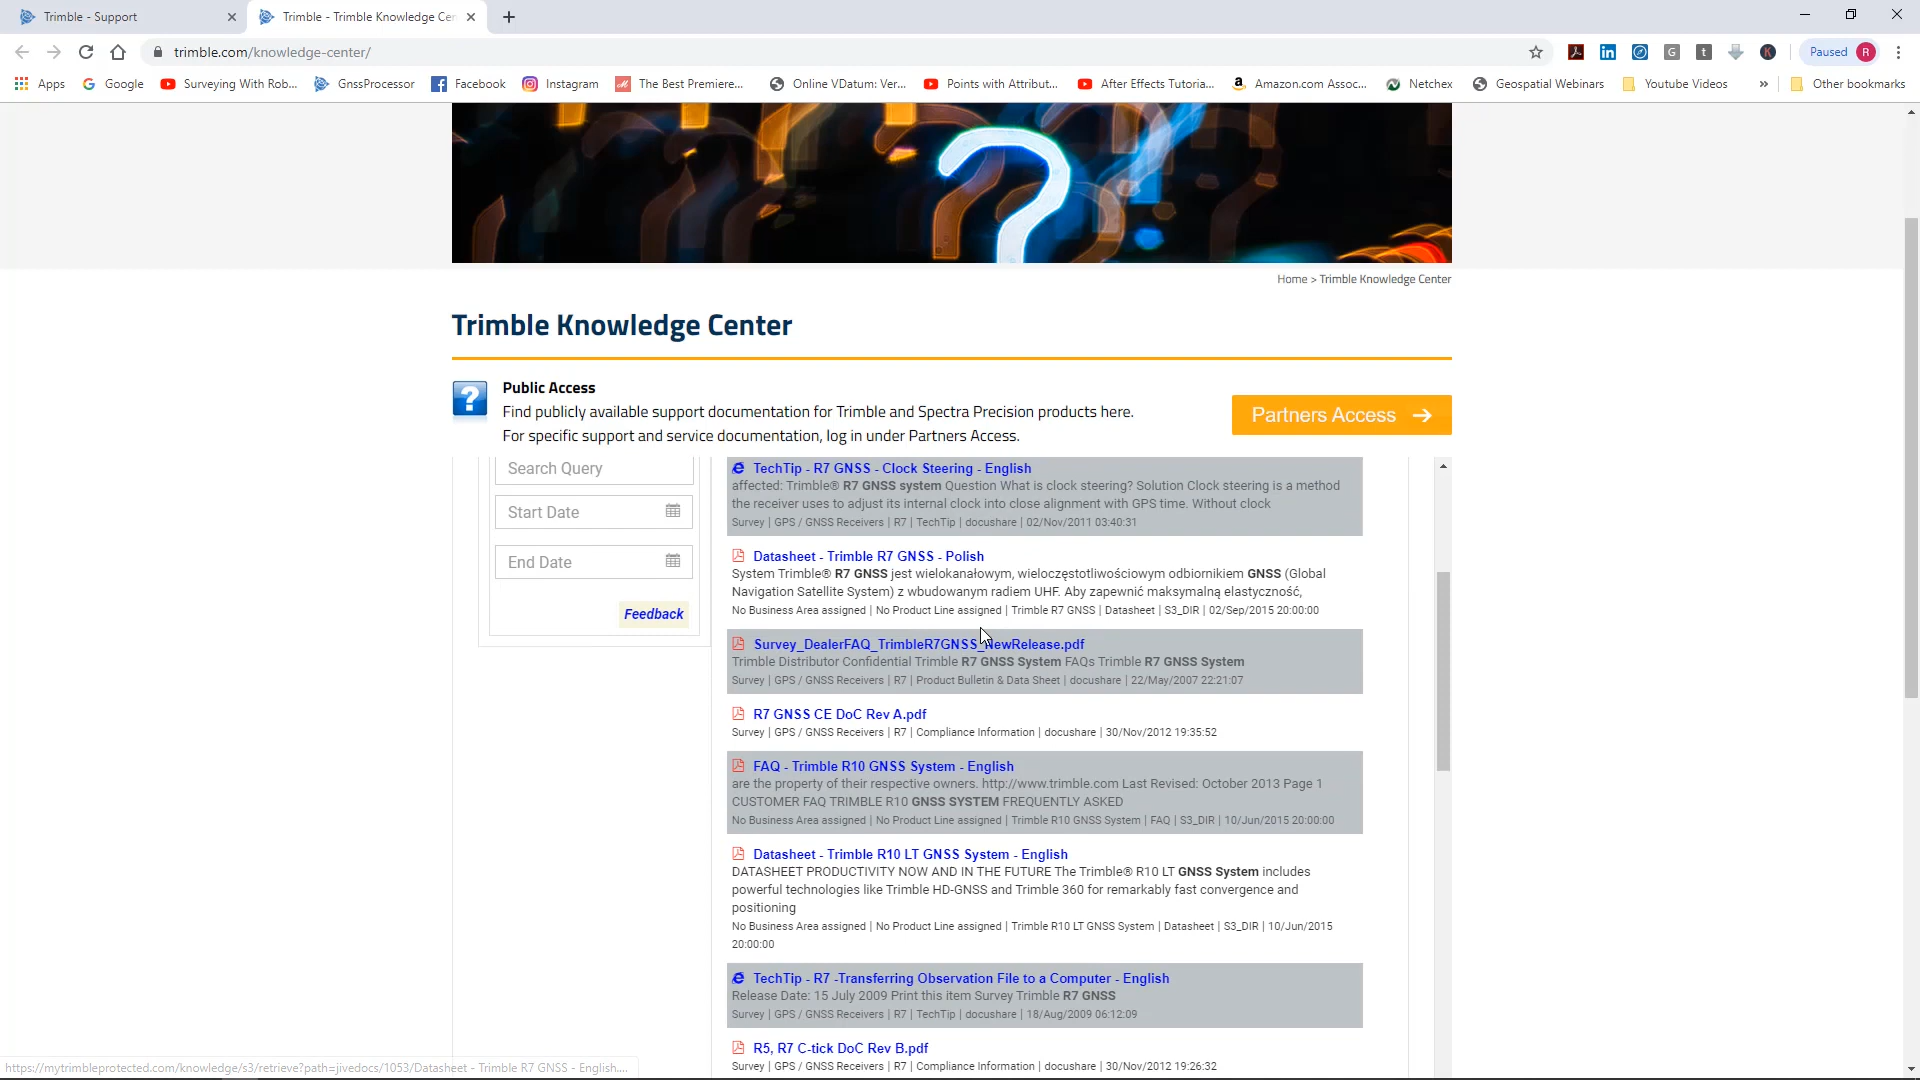 Trimble - Support
Trimble - Trimble Knowledge Cen
trimble.com/knowledge-center/
Paused R
Apps Google Surveying With Rob... GnssProcessor Facebook Instagram The Best Premiere... Online VDatum: Ver... Points with Attribut... After Effects Tutoria... Amazon.com Assoc... Netchex Geospatial Webinars Youtube Videos » Other bookmarks
Home > Trimble Knowledge Center
Trimble Knowledge Center
Public Access
Find publicly available support documentation for Trimble and Spectra Precision products here.
For specific support and service documentation, log in under Partners Access.
Partners Access →
Search Query
Start Date
End Date
Feedback
TechTip - R7 GNSS - Clock Steering - English
affected: Trimble® R7 GNSS system Question What is clock steering? Solution Clock steering is a method
the receiver uses to adjust its internal clock into close alignment with GPS time. Without clock
Survey | GPS / GNSS Receivers | R7 | TechTip | docushare | 02/Nov/2011 03:40:31
Datasheet - Trimble R7 GNSS - Polish
System Trimble® R7 GNSS jest wielokanałowym, wieloczęstotliwościowym odbiornikiem GNSS (Global
Navigation Satellite System) z wbudowanym radiem UHF. Aby zapewnić maksymalną elastyczność,
No Business Area assigned | No Product Line assigned | Trimble R7 GNSS | Datasheet | S3_DIR | 02/Sep/2015 20:00:00
Survey_DealerFAQ_TrimbleR7GNSS_NewRelease.pdf
Trimble Distributor Confidential Trimble R7 GNSS System FAQs Trimble R7 GNSS System
Survey | GPS / GNSS Receivers | R7 | Product Bulletin & Data Sheet | docushare | 22/May/2007 22:21:07
R7 GNSS CE DoC Rev A.pdf
Survey | GPS / GNSS Receivers | R7 | Compliance Information | docushare | 30/Nov/2012 19:35:52
FAQ - Trimble R10 GNSS System - English
are the property of their respective owners. http://www.trimble.com Last Revised: October 2013 Page 1
CUSTOMER FAQ TRIMBLE R10 GNSS SYSTEM FREQUENTLY ASKED
No Business Area assigned | No Product Line assigned | Trimble R10 GNSS System | FAQ | S3_DIR | 10/Jun/2015 20:00:00
Datasheet - Trimble R10 LT GNSS System - English
DATASHEET PRODUCTIVITY NOW AND IN THE FUTURE The Trimble® R10 LT GNSS System includes
powerful technologies like Trimble HD-GNSS and Trimble 360 for remarkably fast convergence and
positioning
No Business Area assigned | No Product Line assigned | Trimble R10 LT GNSS System | Datasheet | S3_DIR | 10/Jun/2015
20:00:00
TechTip - R7 -Transferring Observation File to a Computer - English
Release Date: 15 July 2009 Print this item Survey Trimble R7 GNSS
Survey | GPS / GNSS Receivers | R7 | TechTip | docushare | 18/Aug/2009 06:12:09
R5, R7 C-tick DoC Rev B.pdf
Survey | GPS / GNSS Receivers | R7 | Compliance Information | docushare | 30/Nov/2012 19:26:32
https://mytrimbleprotected.com/knowledge/s3/retrieve?path=jivedocs/1053/Datasheet - Trimble R7 GNSS - English....